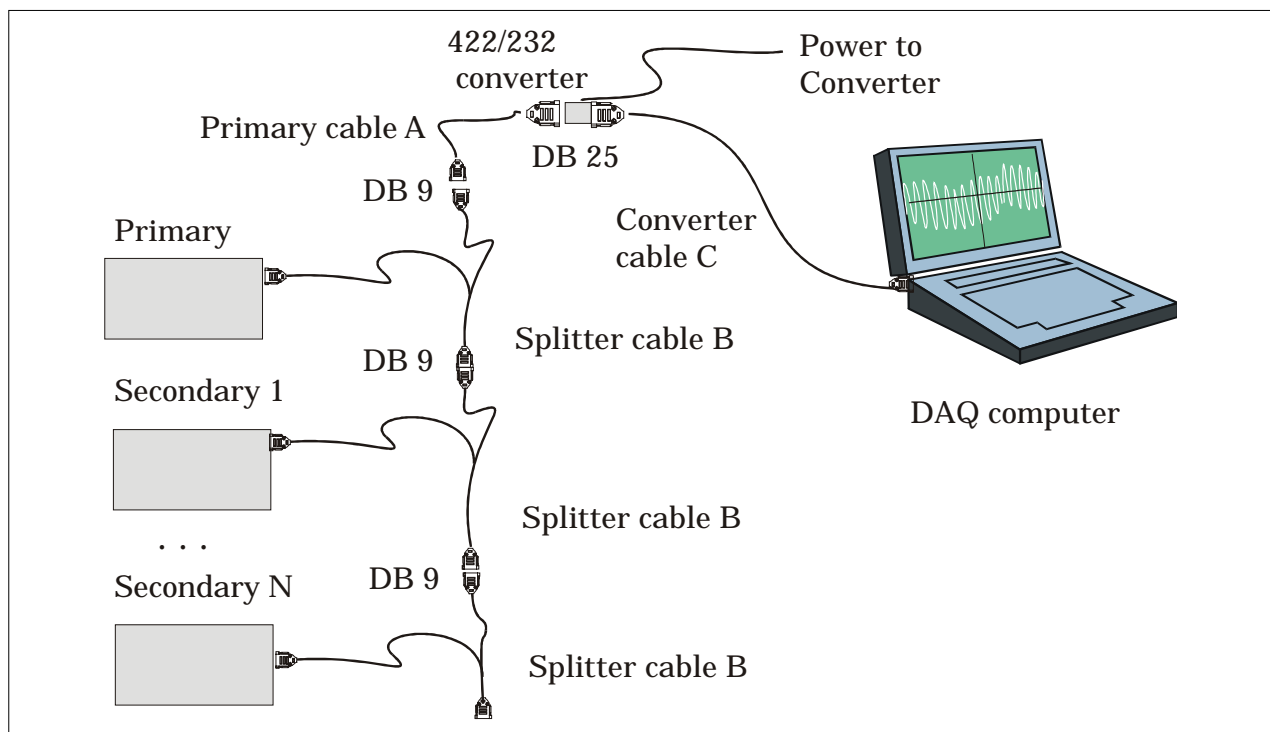 422/232
converter
Power to
Converter
Primary cable A
DB 25
DB 9
Converter
cable C
Primary
Splitter cable B
DB 9
Secondary 1
DAQ computer
Splitter cable B
. . .
DB 9
Secondary N
Splitter cable B